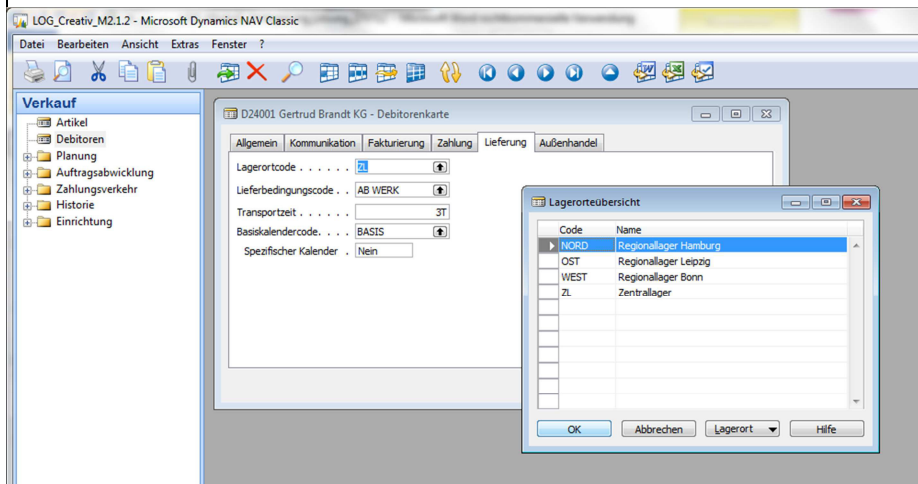 LOG_Creativ_M2.1.2 - Microsoft Dynamics NAV Classic
Datei Bearbeiten Ansicht Extras Fenster ?
Verkauf
Artikel
Debitoren
Planung
Auftragsabwicklung
Zahlungsverkehr
Historie
Einrichtung
D24001 Gertrud Brandt KG - Debitorenkarte
Allgemein Kommunikation Fakturierung Zahlung Lieferung Außenhandel
Lagerortcode . . . . . . ZL
Lieferbedingungscode . . AB WERK
Transportzeit . . . . . . 3T
Basiskalendercode. . . . BASIS
Spezifischer Kalender . Nein
Lagerorteübersicht
Code Name
NORD Regionallager Hamburg
OST Regionallager Leipzig
WEST Regionallager Bonn
ZL Zentrallager
OK Abbrechen Lagerort Hilfe